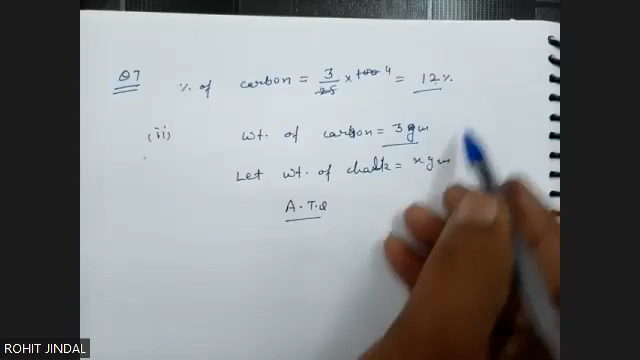 Q7 % of carbon = 3/25 x 100 4 = 12%
(ii) wt. of carbon = 3gm
Let wt. of chalk = x gm
A.T.Q
ROHIT JINDAL